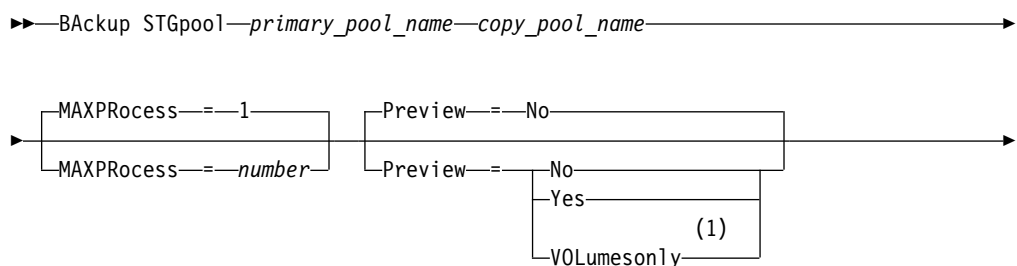 BAckup STGpool primary_pool_name copy_pool_name
MAXPRocess = 1 Preview = No
MAXPRocess = number Preview = No
Yes
(1)
VOLumesonly